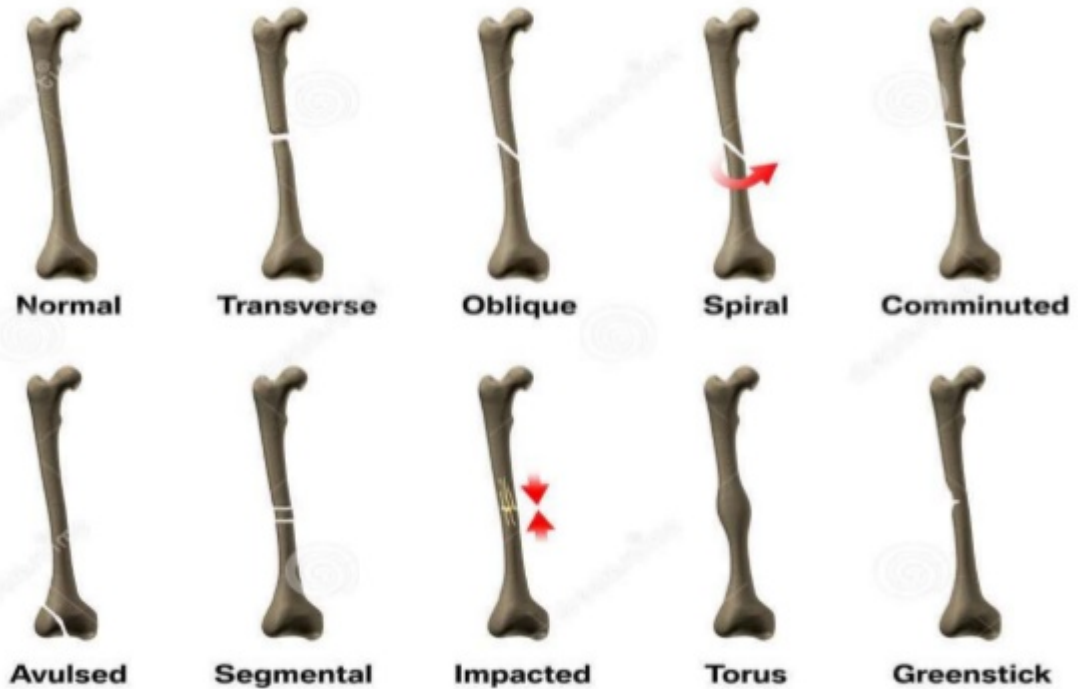 Normal
Transverse
Oblique
Spiral
Comminuted
Avulsed
Segmental
Impacted
Torus
Greenstick